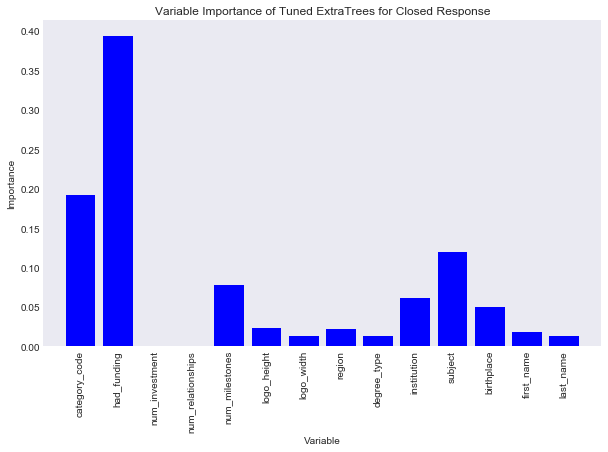 Variable Importance of Tuned ExtraTrees for Closed Response
0.40
0.35
0.30
0.25
0.20
0.15
0.10
0.05
0.00
Importance
category_code
had_funding
num_investment
num_relationships
num_milestones
logo_height
logo_width
region
degree_type
institution
subject
birthplace
first_name
last_name
Variable